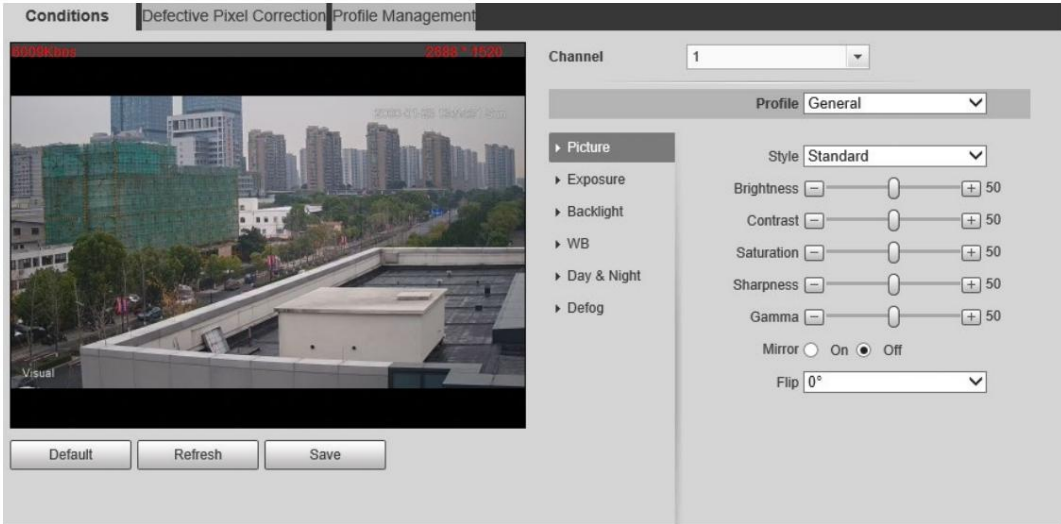 Conditions
Defective Pixel Correction
Profile Management
6009Kbps
2688 * 1520
Visual
Default
Refresh
Save
Channel
1
Profile General
Picture
Exposure
Backlight
WB
Day & Night
Defog
Style Standard
Brightness 50
Contrast 50
Saturation 50
Sharpness 50
Gamma 50
Mirror On Off
Flip 0°